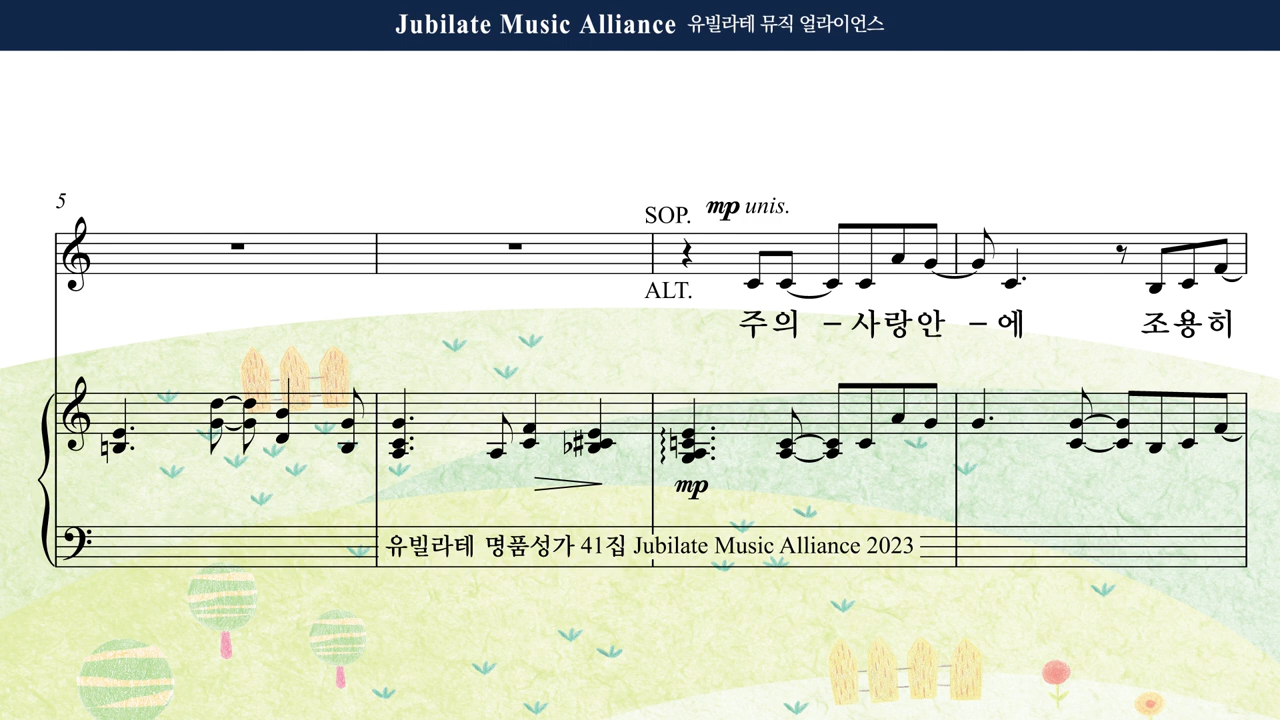 Jubilate Music Alliance 유빌라테 뮤직 얼라이언스
5
SOP. mp unis.
ALT.
주의 - 사랑안 - 에 조용히
mp
유빌라테 명품성가 41집 Jubilate Music Alliance 2023